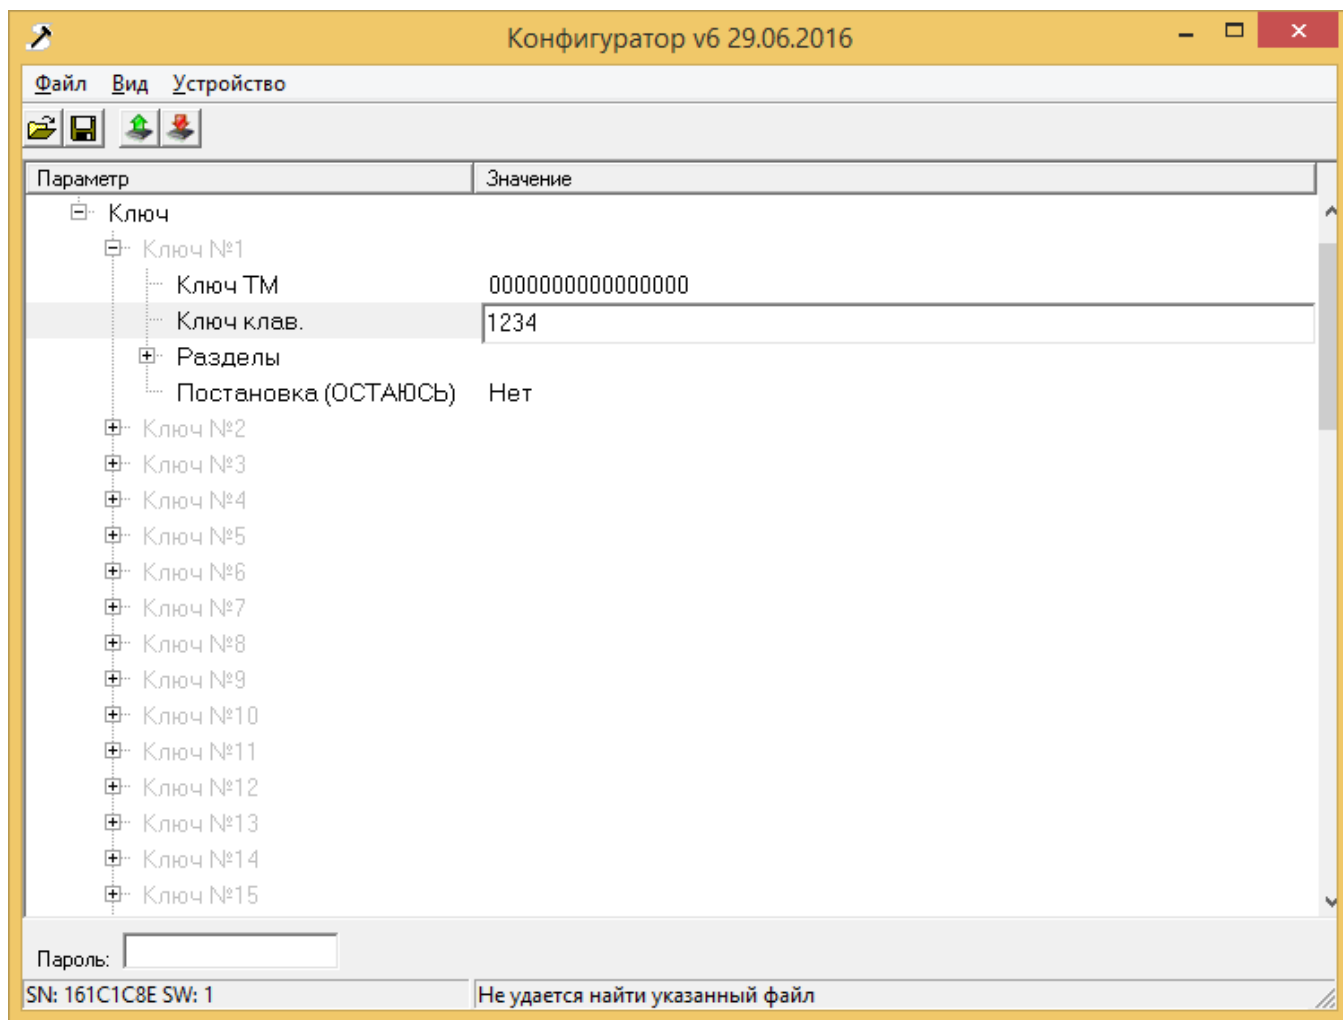 Конфигуратор v6 29.06.2016
Файл Вид Устройство
Параметр Значение
Ключ
Ключ №1
Ключ ТМ 0000000000000000
Ключ клав. 1234
Разделы
Постановка (ОСТАЮСЬ) Нет
Ключ №2
Ключ №3
Ключ №4
Ключ №5
Ключ №6
Ключ №7
Ключ №8
Ключ №9
Ключ №10
Ключ №11
Ключ №12
Ключ №13
Ключ №14
Ключ №15
Пароль:
SN: 161C1C8E SW: 1 Не удается найти указанный файл